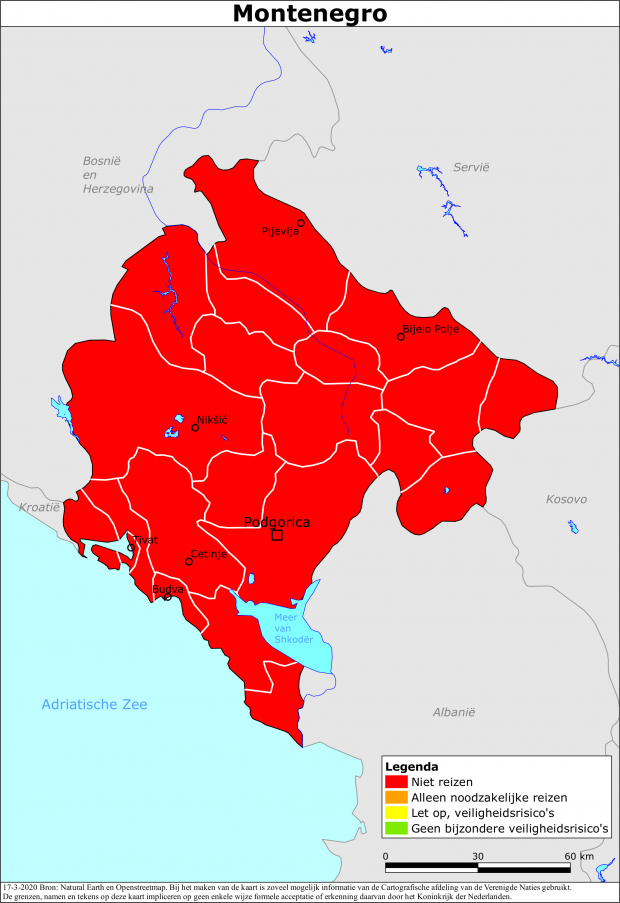 Montenegro
Bosnië
en
Herzegovina
Servië
Pljevlja
Bijelo Polje
Nikšić
Kroatië
Kosovo
Podgorica
Tivat
Cetinje
Budva
Meer
van
Shkodër
Adriatische Zee
Albanië
Legenda
Niet reizen
Alleen noodzakelijke reizen
Let op, veiligheidsrisico's
Geen bijzondere veiligheidsrisico's
0 30 60 km
17-3-2020 Bron: Natural Earth en Openstreetmap. Bij het maken van de kaart is zoveel mogelijk informatie van de Cartografische afdeling van de Verenigde Naties gebruikt.
De grenzen, namen en tekens op deze kaart impliceren op geen enkele wijze formele acceptatie of erkenning daarvan door het Koninkrijk der Nederlanden.